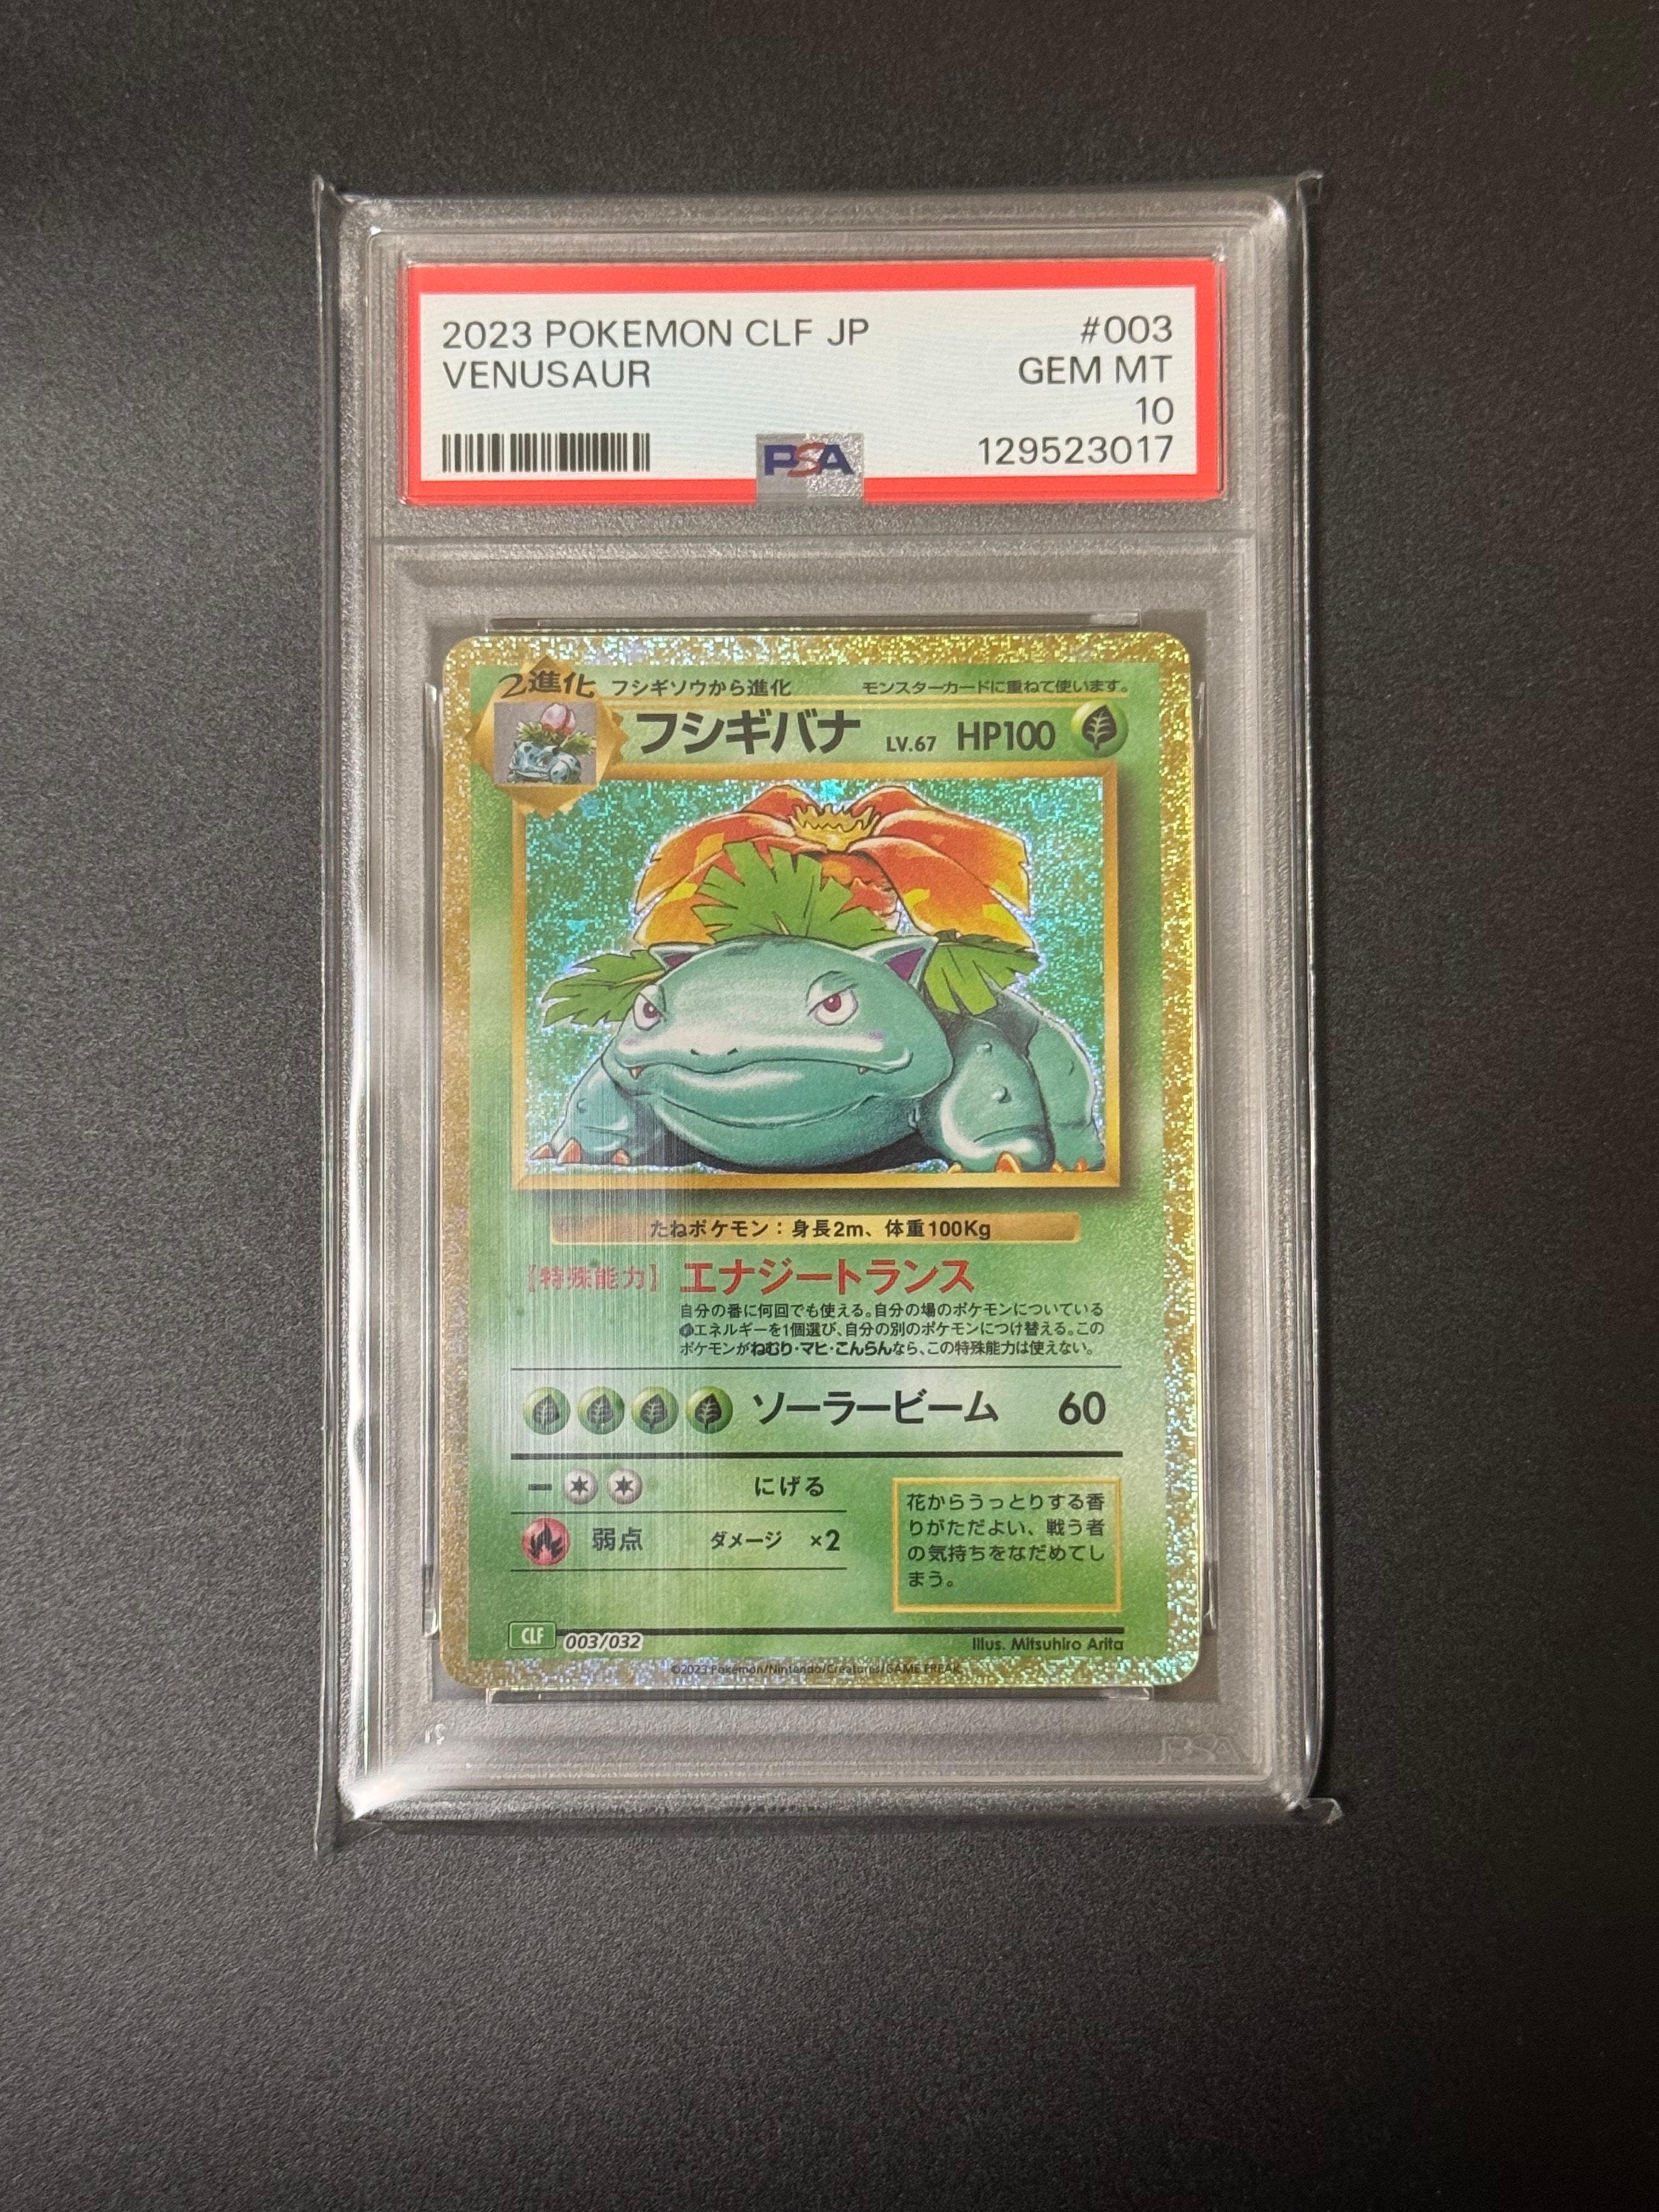 2023 POKEMON CLF JP #003
VENUSAUR GEM MT
10
PSA 129523017
2進化 フシギソウから進化 モンスターカードに重ねて使います。
フシギバナ LV.67 HP100
たねポケモン：身長2m、体重100Kg
【特殊能力】 エナジートランス
自分の番に何回でも使える。自分の場のポケモンについている
エネルギーを1個選び、自分の別のポケモンにつけ替える。この
ポケモンがねむり・マヒ・こんらんなら、この特殊能力は使えない。
ソーラービーム 60
にげる
弱点 ダメージ ×2
花からうっとりする香
りがただよい、戦う者
の気持ちをなだめてし
まう。
CLF 003/032 Illus. Mitsuhiro Arita
©2023 Pokémon/Nintendo/Creatures/GAME FREAK.
PSA